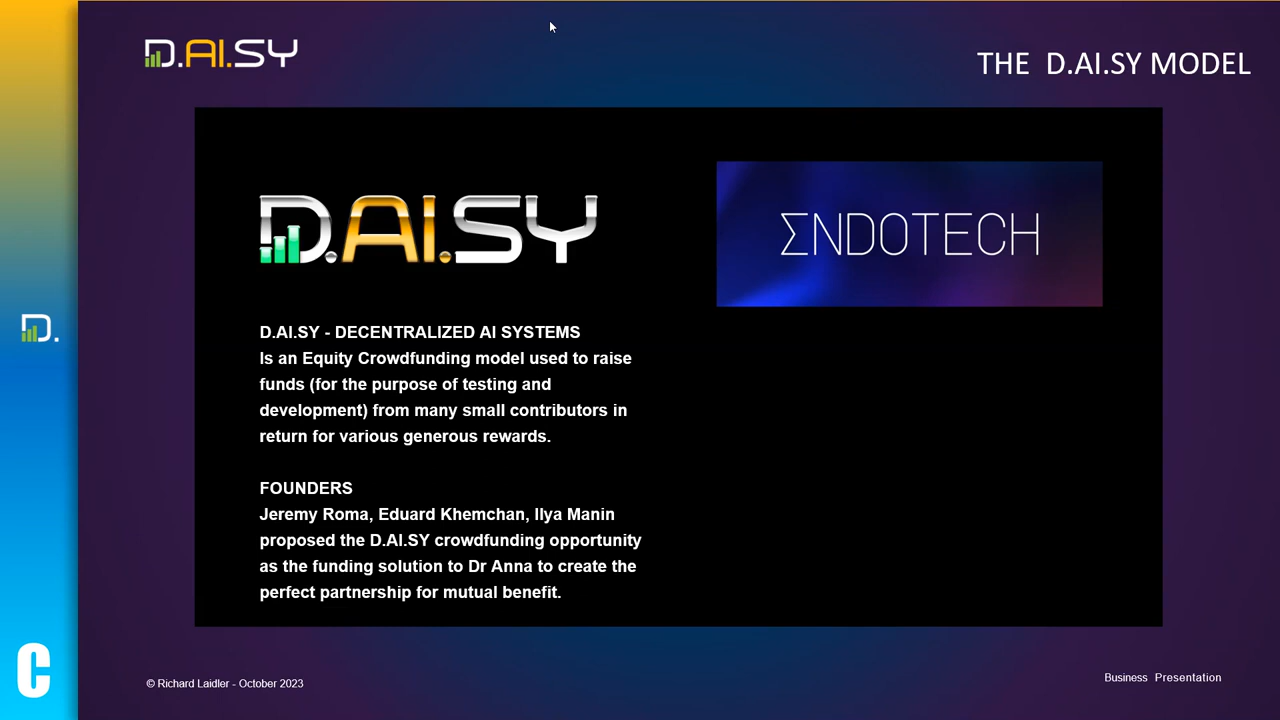 D.AI.SY
THE D.AI.SY MODEL
D.AI.SY
ΣNDOTECH
D.AI.SY - DECENTRALIZED AI SYSTEMS
Is an Equity Crowdfunding model used to raise
funds (for the purpose of testing and
development) from many small contributors in
return for various generous rewards.
FOUNDERS
Jeremy Roma, Eduard Khemchan, Ilya Manin
proposed the D.AI.SY crowdfunding opportunity
as the funding solution to Dr Anna to create the
perfect partnership for mutual benefit.
D.
C
© Richard Laidler - October 2023
Business Presentation